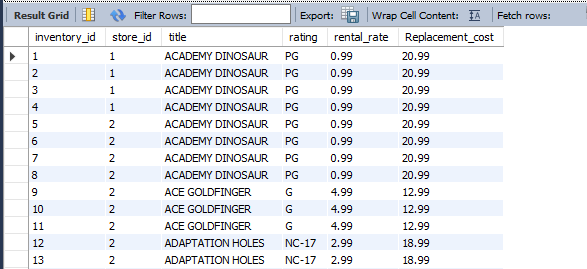 Result Grid Filter Rows: Export: Wrap Cell Content: Fetch rows:
inventory_id store_id title rating rental_rate Replacement_cost
1 1 ACADEMY DINOSAUR PG 0.99 20.99
2 1 ACADEMY DINOSAUR PG 0.99 20.99
3 1 ACADEMY DINOSAUR PG 0.99 20.99
4 1 ACADEMY DINOSAUR PG 0.99 20.99
5 2 ACADEMY DINOSAUR PG 0.99 20.99
6 2 ACADEMY DINOSAUR PG 0.99 20.99
7 2 ACADEMY DINOSAUR PG 0.99 20.99
8 2 ACADEMY DINOSAUR PG 0.99 20.99
9 2 ACE GOLDFINGER G 4.99 12.99
10 2 ACE GOLDFINGER G 4.99 12.99
11 2 ACE GOLDFINGER G 4.99 12.99
12 2 ADAPTATION HOLES NC-17 2.99 18.99
13 2 ADAPTATION HOLES NC-17 2.99 18.99